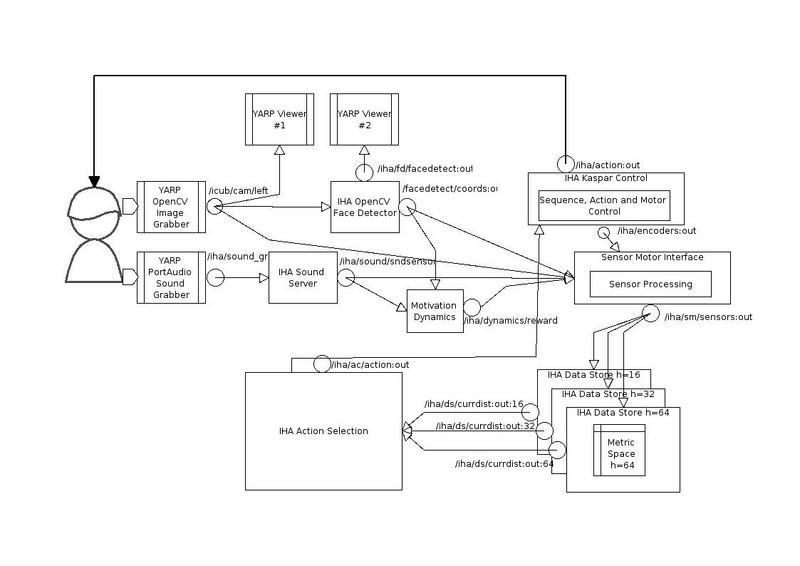 YARP Viewer
#1
YARP Viewer
#2
/iha/action:out
IHA Kaspar Control
Sequence, Action and Motor
Control
/iha/fd/facedetect:out
/facedetect/coords:o
YARP
OpenCV
Image
Grabber
/icub/cam/left
IHA OpenCV
Face Detector
/iha/encoders:out
Sensor Motor Interface
Sensor Processing
YARP
PortAudio
Sound
Grabber
/iha/sound_gr
IHA Sound
Server
/iha/sound/sndsensor
Motivation
Dynamics
/iha/dynamics/reward
/iha/sm/sensors:out
/iha/ac/action:out
IHA Action Selection
IHA Data Store h=16
IHA Data Store h=32
IHA Data Store h=64
/iha/ds/currdist:out:16
/iha/ds/currdist:out:32
/iha/ds/currdist:out:64
Metric
Space
h=64